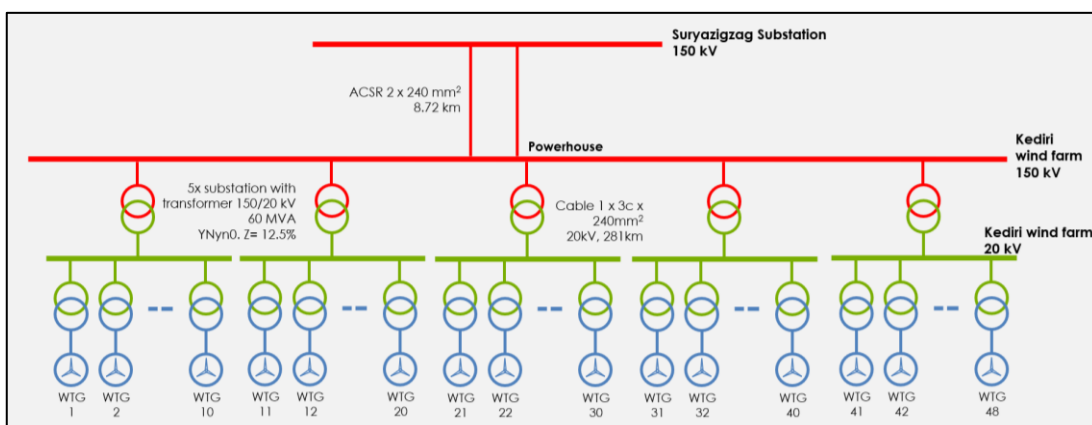 Suryazigzag Substation
150 kV
ACSR 2 x 240 mm²
8.72 km
Powerhouse
Kediri
wind farm
150 kV
5x substation with
transformer 150/20 kV
60 MVA
YNyn0. Z= 12.5%
Cable 1 x 3c x
240mm²
20kV, 281km
Kediri wind farm
20 kV
WTG
1
WTG
2
WTG
10
WTG
11
WTG
12
WTG
20
WTG
21
WTG
22
WTG
30
WTG
31
WTG
32
WTG
40
WTG
41
WTG
42
WTG
48